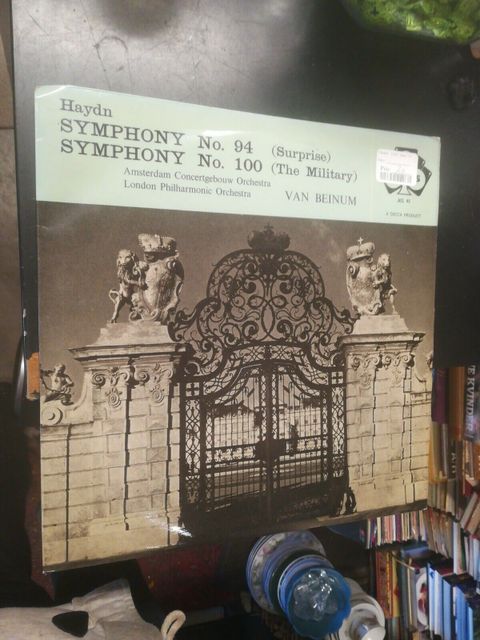 Haydn
SYMPHONY No. 94 (Surprise)
SYMPHONY No. 100 (The Military)
Amsterdam Concertgebouw Orchestra
London Philharmonic Orchestra
VAN BEINUM
A DECCA PRODUCT